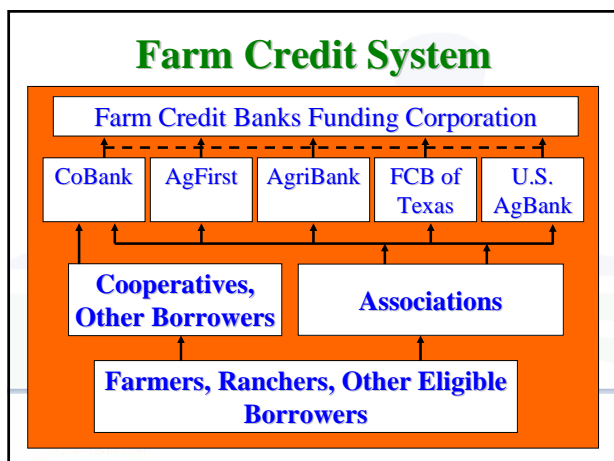 Farm Credit System
Farm Credit Banks Funding Corporation
CoBank
AgFirst
AgriBank
FCB of
Texas
U.S.
AgBank
Cooperatives,
Other Borrowers
Associations
Farmers, Ranchers, Other Eligible
Borrowers